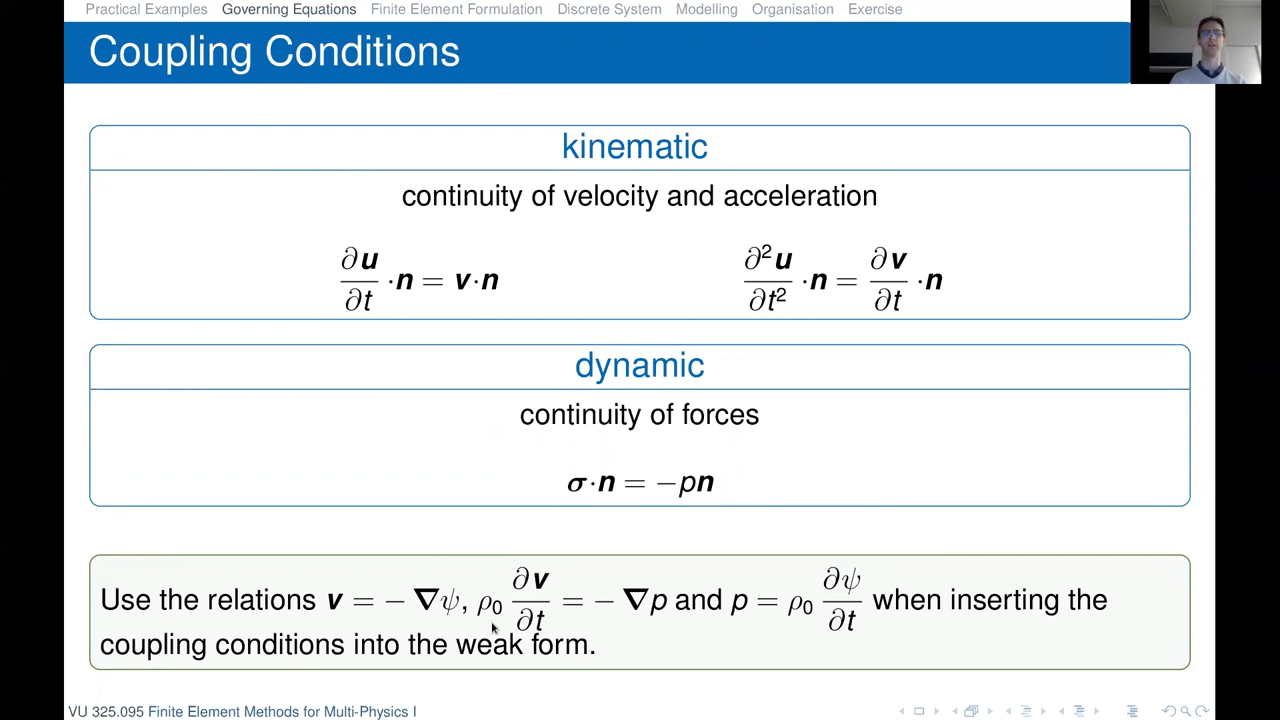 Practical Examples Governing Equations Finite Element Formulation Discrete System Modelling Organisation Exercise
Coupling Conditions
kinematic
continuity of velocity and acceleration
∂u/∂t ·n = v·n    ∂²u/∂t² ·n = ∂v/∂t ·n
dynamic
continuity of forces
σ·n = −pn
Use the relations v = − ∇ψ, ρ₀ ∂v/∂t = − ∇p and p = ρ₀ ∂ψ/∂t when inserting the
coupling conditions into the weak form.
VU 325.095 Finite Element Methods for Multi-Physics I